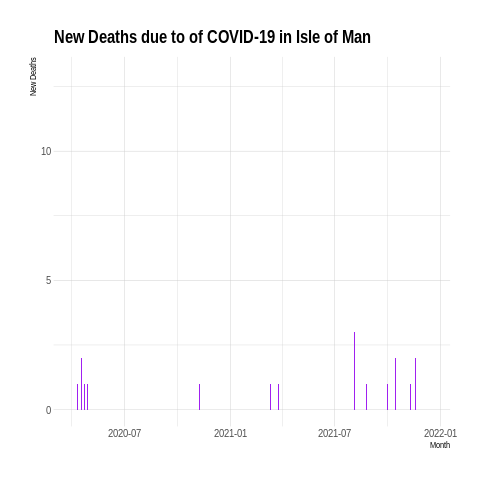 New Deaths due to of COVID-19 in Isle of Man
New Deaths
10
5
0
2020-07
2021-01
2021-07
2022-01
Month